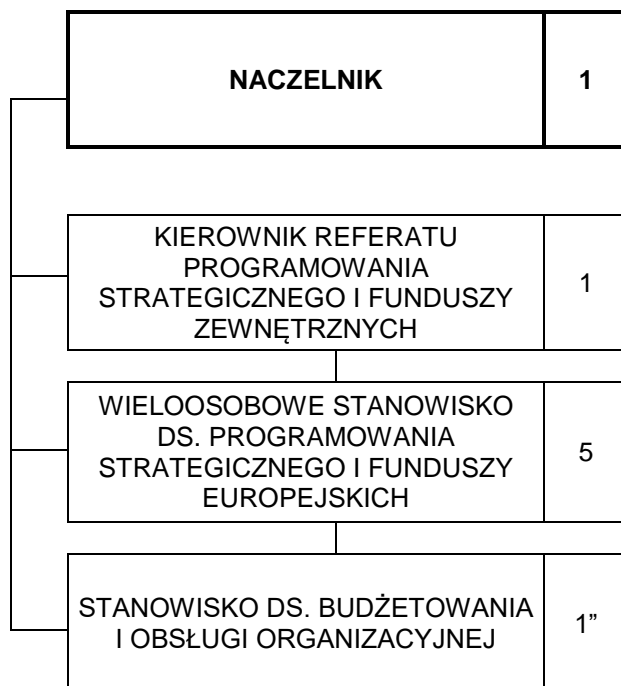 NACZELNIK 1
KIEROWNIK REFERATU
PROGRAMOWANIA
STRATEGICZNEGO I FUNDUSZY
ZEWNĘTRZNYCH
1
WIELOOSOBOWE STANOWISKO
DS. PROGRAMOWANIA
STRATEGICZNEGO I FUNDUSZY
EUROPEJSKICH
5
STANOWISKO DS. BUDŻETOWANIA
I OBSŁUGI ORGANIZACYJNEJ
1”